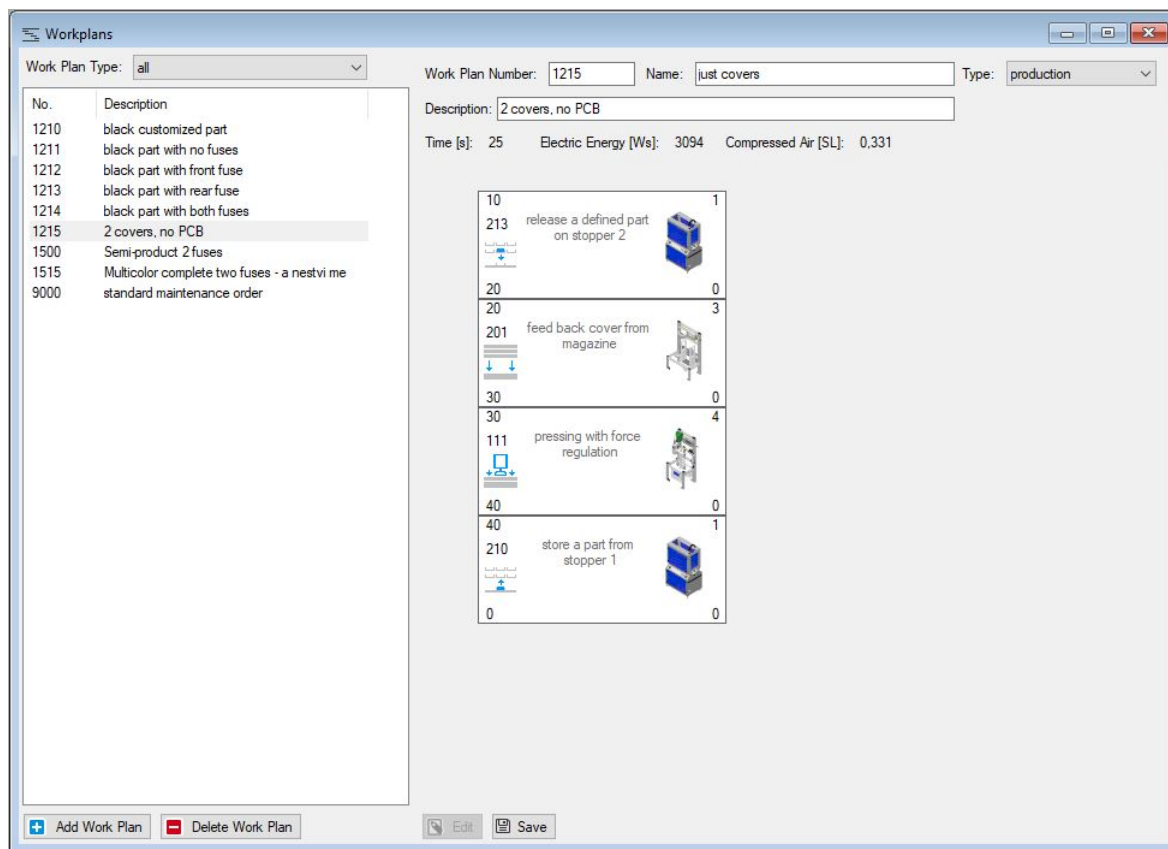 Workplans
Work Plan Type: all
No. Description
1210 black customized part
1211 black part with no fuses
1212 black part with front fuse
1213 black part with rear fuse
1214 black part with both fuses
1215 2 covers, no PCB
1500 Semi-product 2 fuses
1515 Multicolor complete two fuses - a nestvi me
9000 standard maintenance order
Add Work Plan Delete Work Plan
Work Plan Number: 1215 Name: just covers Type: production
Description: 2 covers, no PCB
Time [s]: 25 Electric Energy [Ws]: 3094 Compressed Air [SL]: 0,331
10 1
213 release a defined part
on stopper 2
20 0
20 3
201 feed back cover from
magazine
30 0
30 4
111 pressing with force
regulation
40 0
40 1
210 store a part from
stopper 1
0 0
Edit Save